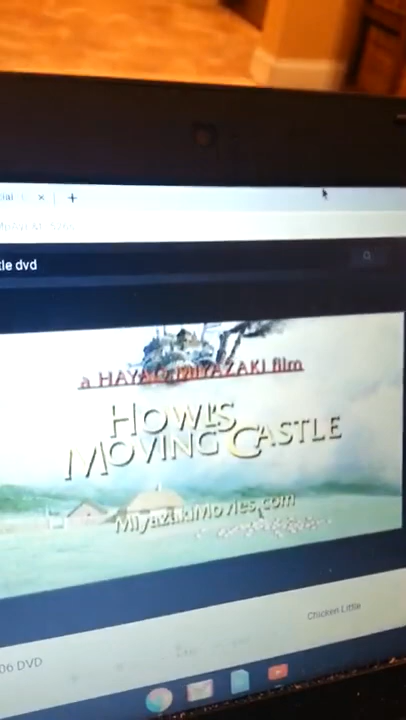 tle dvd
a HAYAO MIYAZAKI film
HOWL'S
MOVING CASTLE
MiyazakiMovies.com
Chicken Little
06 DVD